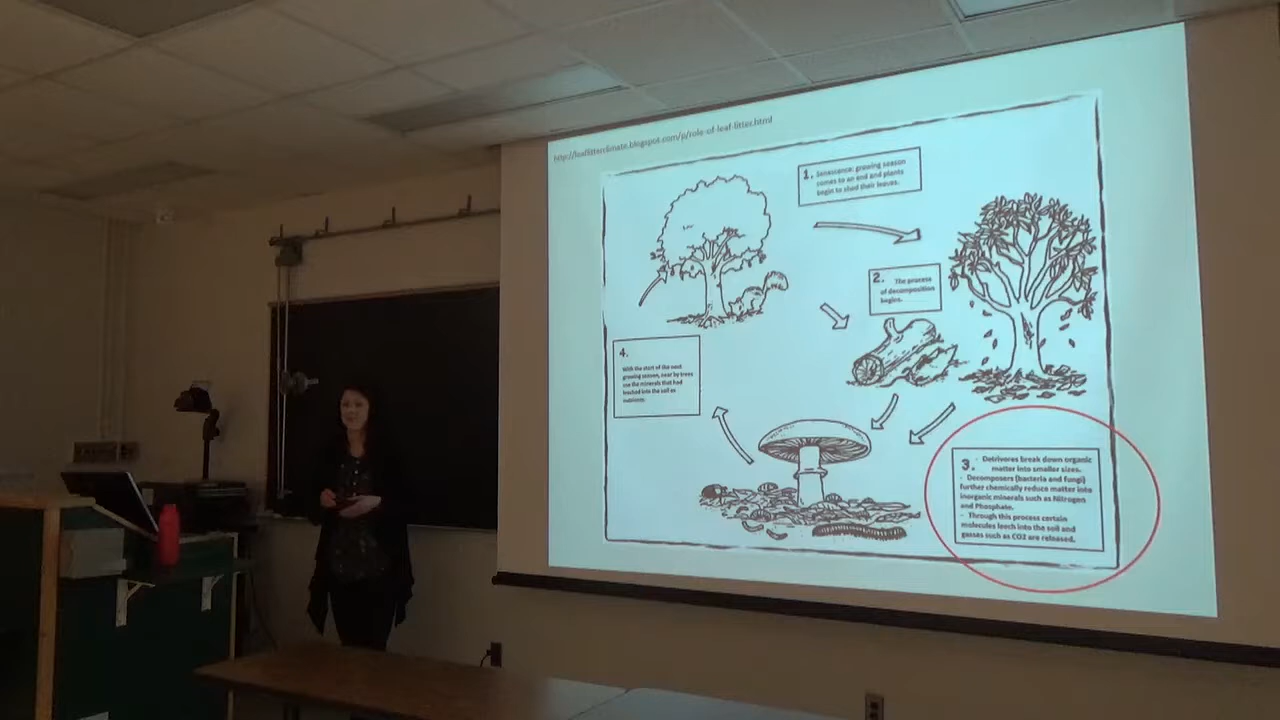 http://leaflitterclimate.blogspot.com/p/role-of-leaf-litter.html
1. Senescence: growing season
comes to an end and plants
begin to shed their leaves.
2. The process
of decomposition
begins.
3. - Detrivores break down organic
matter into smaller sizes.
- Decomposers (bacteria and fungi)
further chemically reduce matter into
inorganic minerals such as Nitrogen
and Phosphate.
- Through this process certain
molecules leech into the soil and
gasses such as CO2 are released.
4.
With the start of the next
growing season, near by trees
use the minerals that had
leached into the soil as
nutrients.